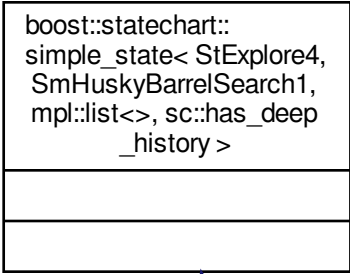 boost::statechart::
simple_state< StExplore4,
SmHuskyBarrelSearch1,
mpl::list<>, sc::has_deep
_history >